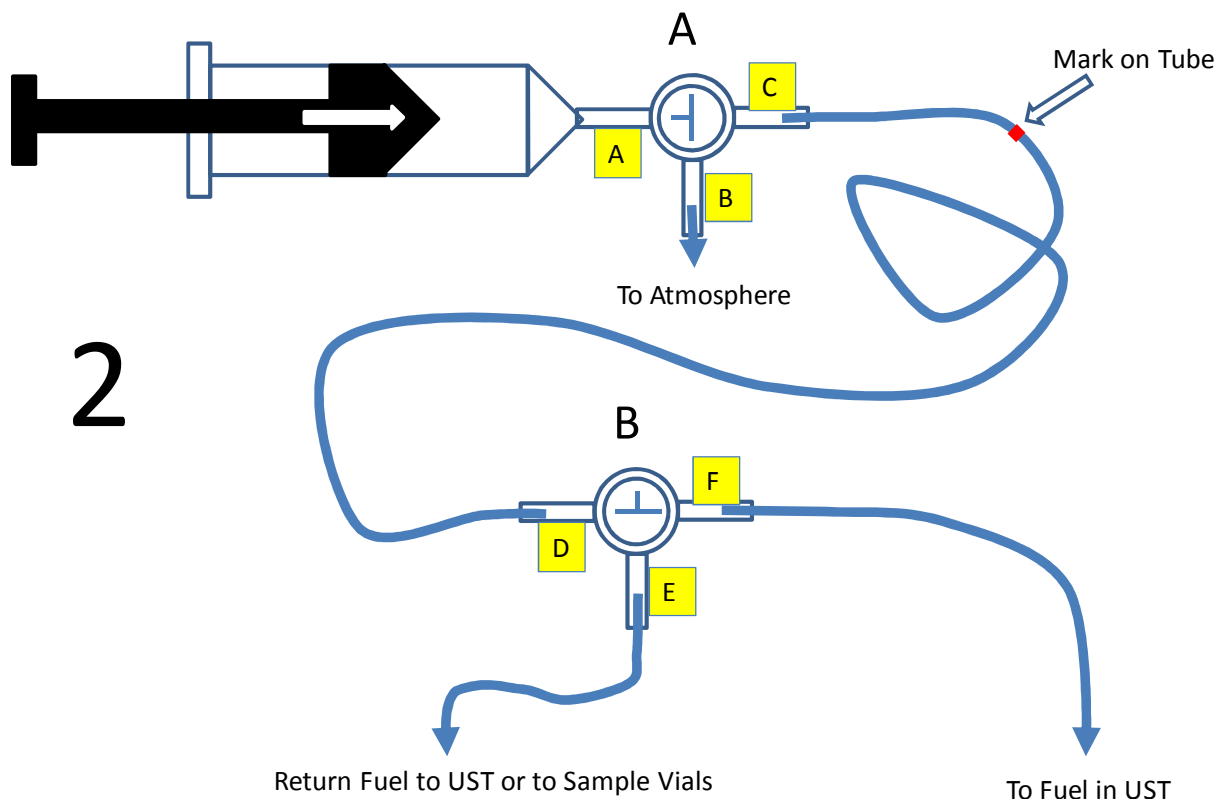 A
Mark on Tube
C
A
B
To Atmosphere
2
B
F
D
E
Return Fuel to UST or to Sample Vials
To Fuel in UST